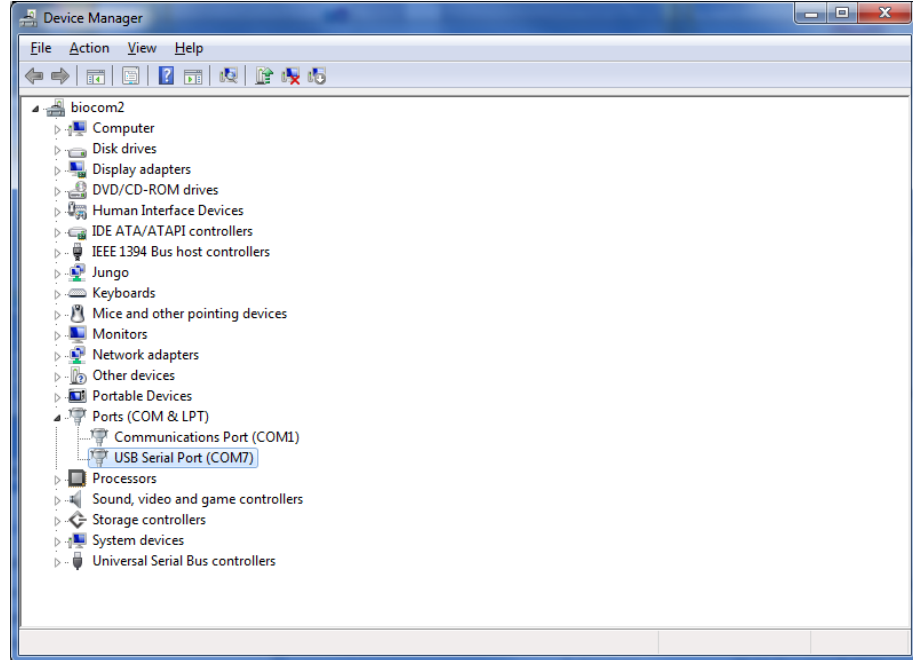 Device Manager
File Action View Help
biocom2
Computer
Disk drives
Display adapters
DVD/CD-ROM drives
Human Interface Devices
IDE ATA/ATAPI controllers
IEEE 1394 Bus host controllers
Jungo
Keyboards
Mice and other pointing devices
Monitors
Network adapters
Other devices
Portable Devices
Ports (COM & LPT)
Communications Port (COM1)
USB Serial Port (COM7)
Processors
Sound, video and game controllers
Storage controllers
System devices
Universal Serial Bus controllers